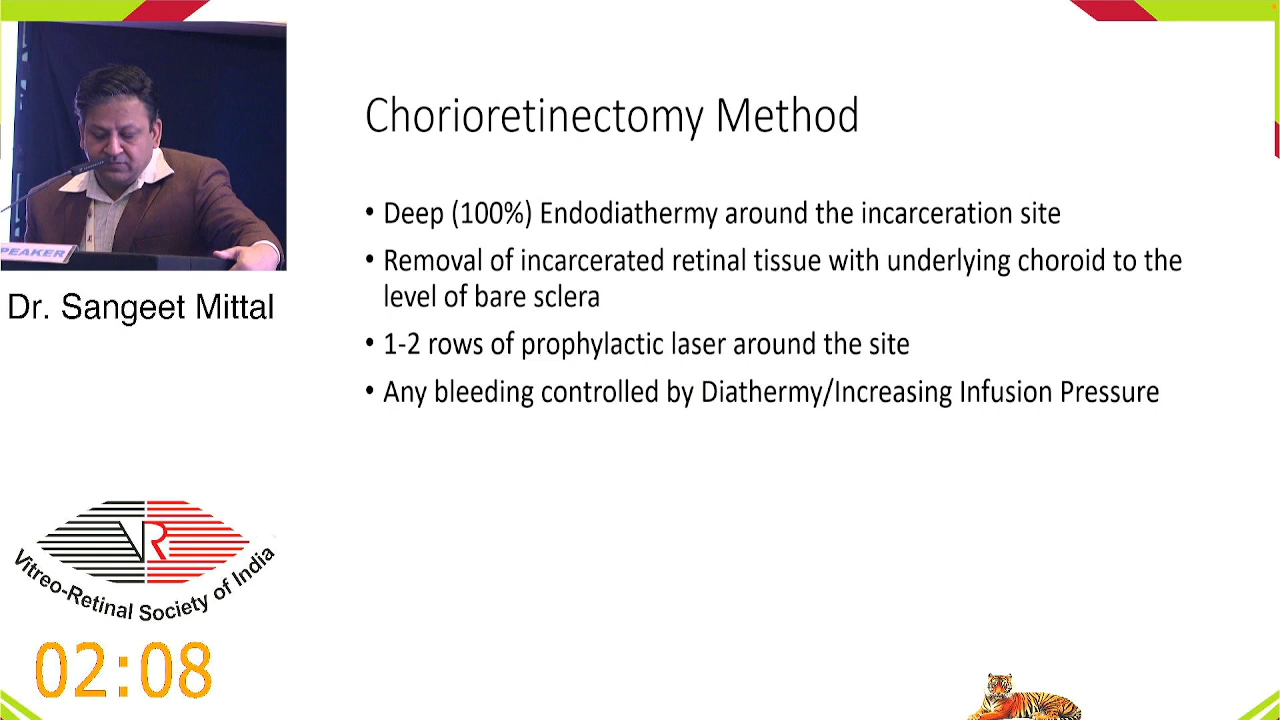 Chorioretinectomy Method
• Deep (100%) Endodiathermy around the incarceration site
• Removal of incarcerated retinal tissue with underlying choroid to the
level of bare sclera
• 1-2 rows of prophylactic laser around the site
• Any bleeding controlled by Diathermy/Increasing Infusion Pressure
PEAKER
Dr. Sangeet Mittal
VR
Vitreo-Retinal Society of India
02:08